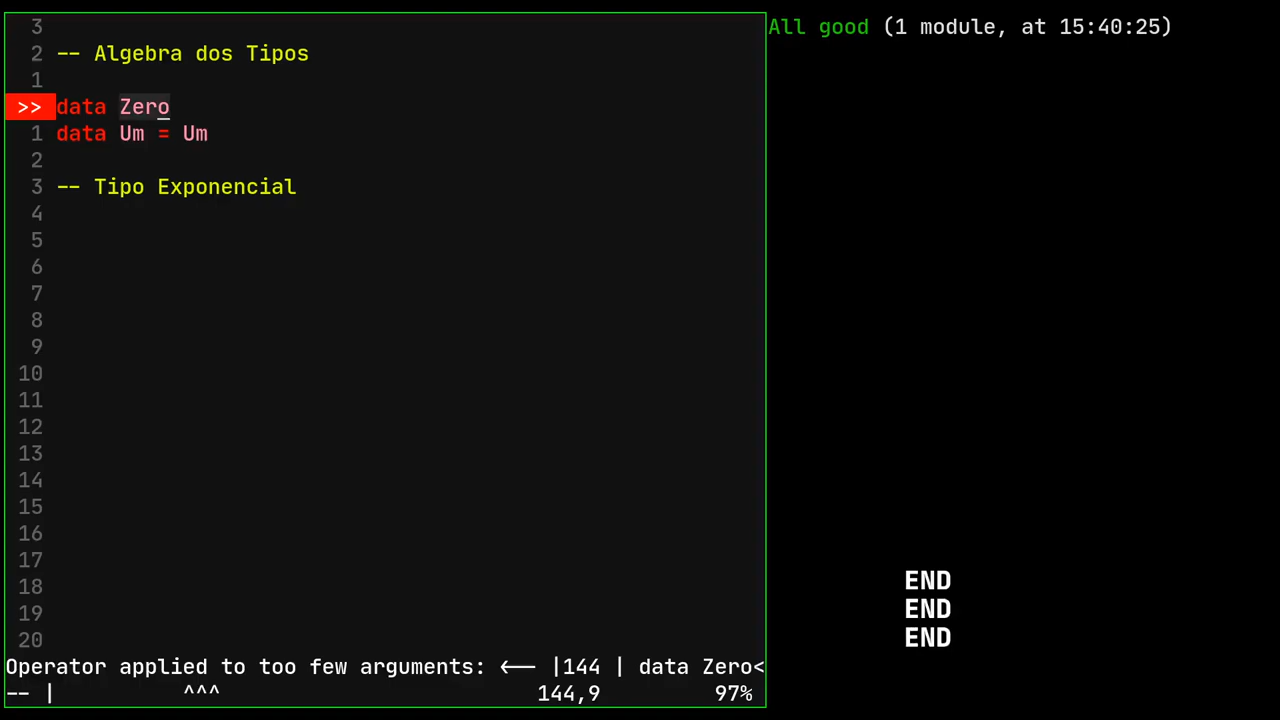 3
2 -- Algebra dos Tipos
1
>> data Zero
1 data Um = Um
2
3 -- Tipo Exponencial
4
5
6
7
8
9
10
11
12
13
14
15
16
17
18
19
20
Operator applied to too few arguments: <-- |144 | data Zero<
-- |          ^^^                         144,9         97%
All good (1 module, at 15:40:25)
END
END
END